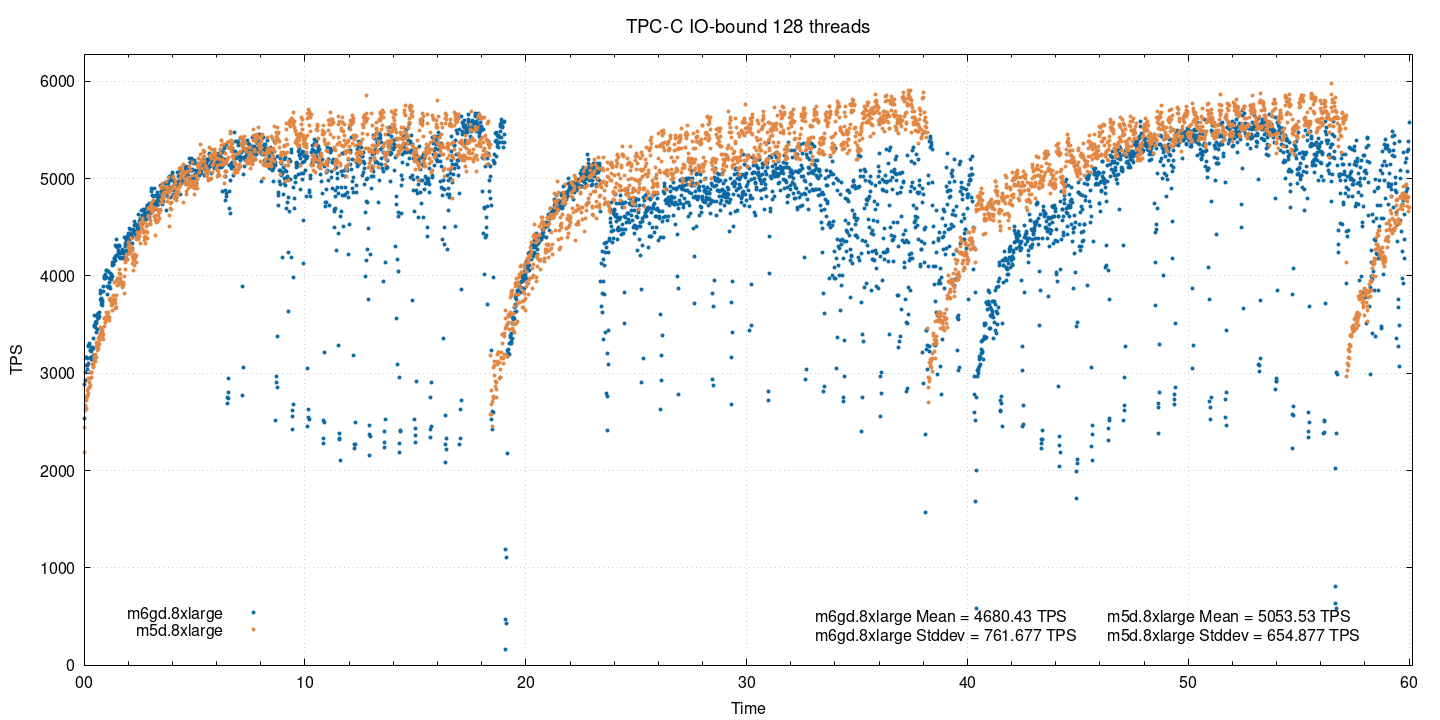 TPC-C IO-bound 128 threads
6000
5000
4000
3000
2000
1000
0
TPS
m6gd.8xlarge
m5d.8xlarge
m6gd.8xlarge Mean = 4680.43 TPS
m6gd.8xlarge Stddev = 761.677 TPS
m5d.8xlarge Mean = 5053.53 TPS
m5d.8xlarge Stddev = 654.877 TPS
00 10 20 30 40 50 60
Time